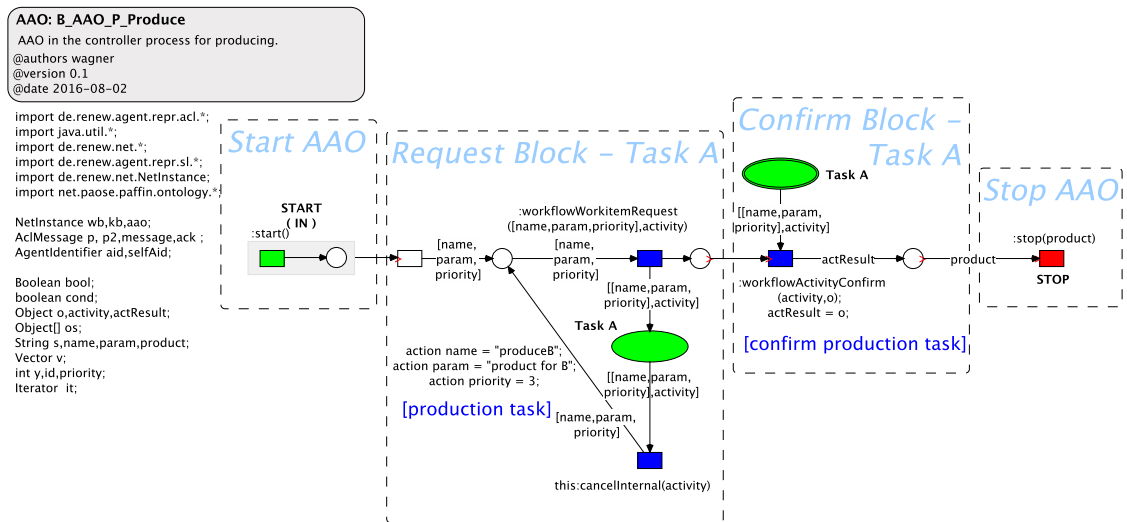 AAO: B_AAO_P_Produce
AAO in the controller process for producing.
@authors wagner
@version 0.1
@date 2016-08-02
import de.renew.agent.repr.acl.*;
import java.util.*;
import de.renew.net.*;
import de.renew.agent.repr.sl.*;
import de.renew.net.NetInstance;
import net.paose.paffin.ontology.*;
NetInstance wb,kb,aao;
AclMessage p, p2,message,ack ;
AgentIdentifier aid,selfAid;
Boolean bool;
boolean cond;
Object o,activity,actResult;
Object[] os;
String s,name,param,product;
Vector v;
int y,id,priority;
Iterator  it;
Start AAO
START
( IN )
:start()
Request Block - Task A
[name,
param,
priority]
:workflowWorkitemRequest
([name,param,priority],activity)
[name,
param,
priority]
[[name,param,
priority],activity]
Task A
action name = "produceB";
action param = "product for B";
action priority = 3;
[production task]
[[name,param,
priority],activity]
[name,param,
priority]
this:cancelInternal(activity)
Confirm Block -
Task A
Task A
[[name,param,
priority],activity]
actResult
:workflowActivityConfirm
(activity,o);
actResult = o;
[confirm production task]
Stop AAO
:stop(product)
product
STOP